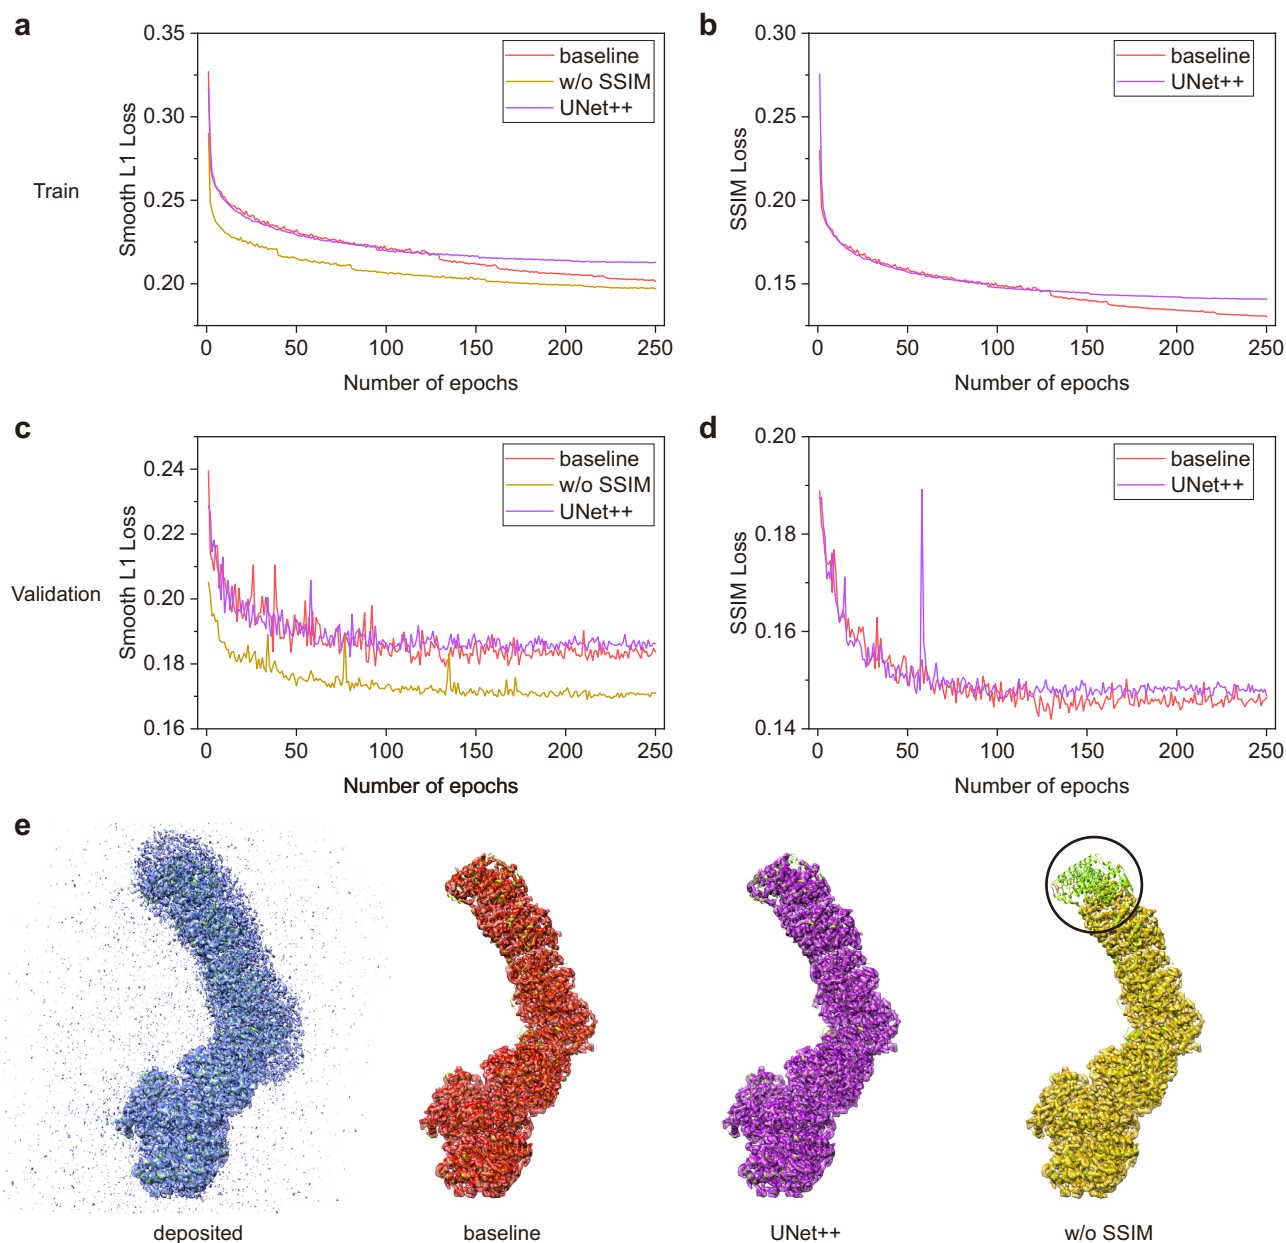 a
0.35
0.30
0.25
0.20
Smooth L1 Loss
Train
baseline
w/o SSIM
UNet++
0 50 100 150 200 250
Number of epochs
b
0.30
0.25
0.20
0.15
SSIM Loss
baseline
UNet++
0 50 100 150 200 250
Number of epochs
c
0.24
0.22
0.20
0.18
0.16
Smooth L1 Loss
Validation
baseline
w/o SSIM
UNet++
0 50 100 150 200 250
Number of epochs
d
0.20
0.18
0.16
0.14
SSIM Loss
baseline
UNet++
0 50 100 150 200 250
Number of epochs
e
deposited
baseline
UNet++
w/o SSIM